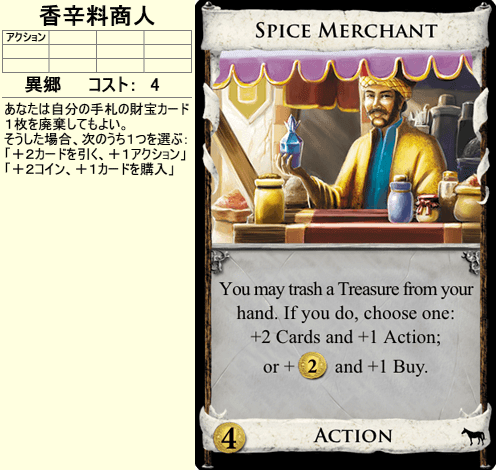 香辛料商人
アクション
異郷 コスト: 4
あなたは自分の手札の財宝カード
１枚を廃棄してもよい。
そうした場合、次のうち１つを選ぶ:
「＋２カードを引く、＋１アクション」
「＋２コイン、＋１カードを購入」
SPICE MERCHANT
You may trash a Treasure from your
hand. If you do, choose one:
+2 Cards and +1 Action;
or + 2 and +1 Buy.
4 ACTION